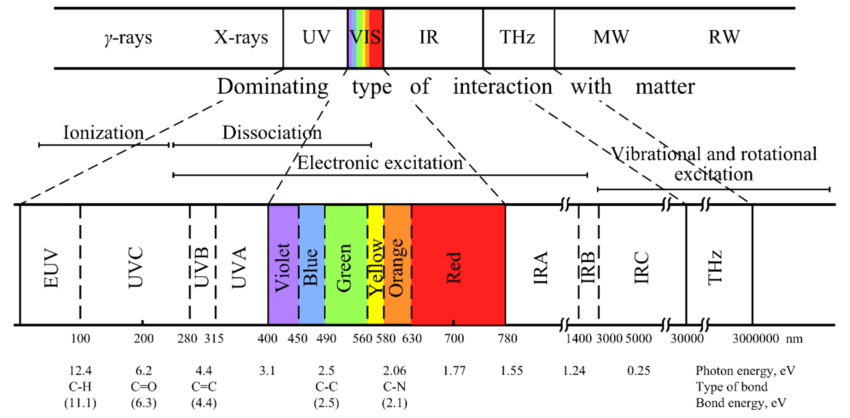 γ-rays X-rays UV VIS IR THz MW RW
Dominating type of interaction with matter
Ionization Dissociation
Electronic excitation
Vibrational and rotational
excitation
EUV UVC UVB UVA Violet Blue Green Yellow Orange Red IRA IRB IRC THz
100 200 280 315 400 450 490 560 580 630 700 780 1400 3000 5000 30000 3000000 nm
12.4 6.2 4.4 3.1 2.5 2.06 1.77 1.55 1.24 0.25 Photon energy, eV
C-H C=O C=C C-C C-N Type of bond
(11.1) (6.3) (4.4) (2.5) (2.1) Bond energy, eV